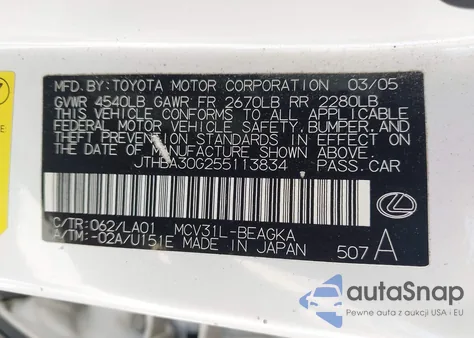 MFD. BY: TOYOTA MOTOR CORPORATION 03/05
GVWR 4540LB GAWR FR 2670LB RR 2280LB
THIS VEHICLE CONFORMS TO ALL APPLICABLE
FEDERAL MOTOR VEHICLE SAFETY, BUMPER, AND
THEFT PREVENTION STANDARDS IN EFFECT ON
THE DATE OF MANUFACTURE SHOWN ABOVE.
JTHBA30G255113834 PASS. CAR
C/TR: 062/LA01 MCV31L-BEAGKA
A/TM: -02A/U151E MADE IN JAPAN 507 A
autoSnap
Pewne auta z aukcji USA i EU